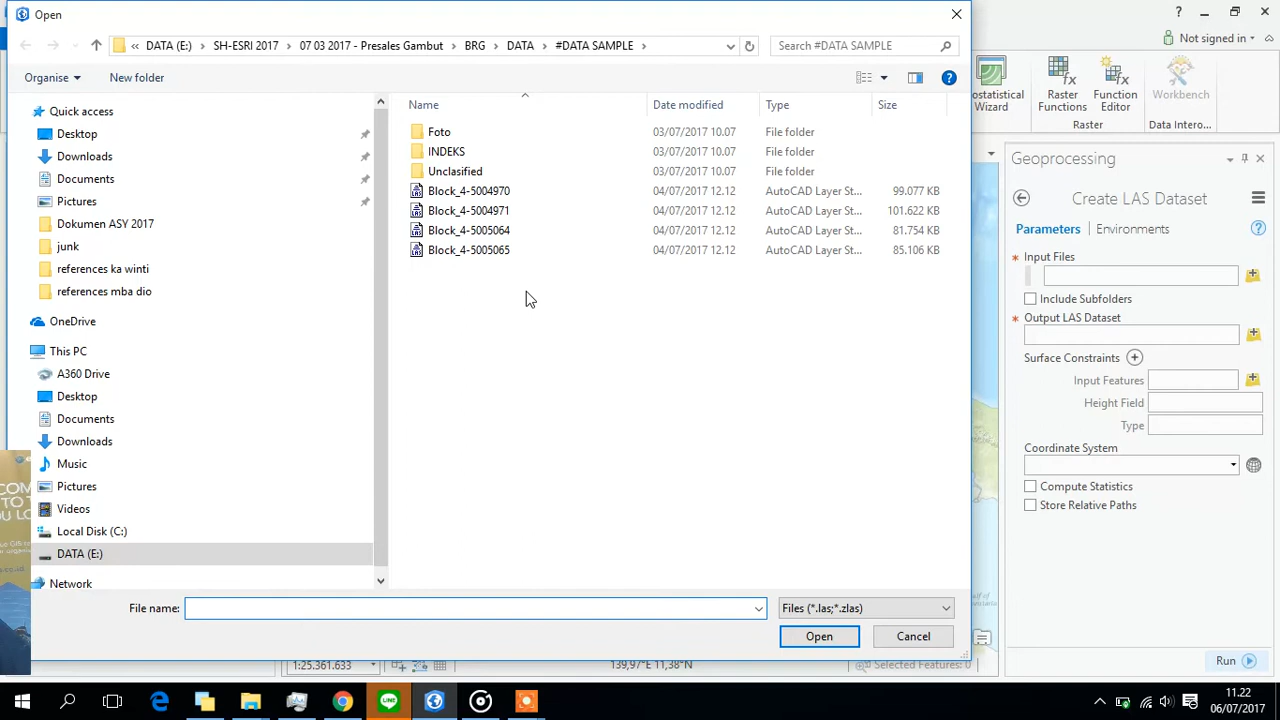 Open
«
DATA (E:) › SH-ESRI 2017 › 07 03 2017 - Presales Gambut › BRG › DATA › #DATA SAMPLE ›
Search #DATA SAMPLE
?
Not signed in
Organise
New folder
Name
Date modified
Type
Size
Quick access
Desktop
Downloads
Documents
Pictures
Dokumen ASY 2017
junk
references ka winti
references mba dio
OneDrive
This PC
A360 Drive
Desktop
Documents
Downloads
Music
Pictures
Videos
Local Disk (C:)
DATA (E:)
Network
Foto 03/07/2017 10.07 File folder
INDEKS 03/07/2017 10.07 File folder
Unclasified 03/07/2017 10.07 File folder
Block_4-5004970 04/07/2017 12.12 AutoCAD Layer St... 99.077 KB
Block_4-5004971 04/07/2017 12.12 AutoCAD Layer St... 101.622 KB
Block_4-5005064 04/07/2017 12.12 AutoCAD Layer St... 81.754 KB
Block_4-5005065 04/07/2017 12.12 AutoCAD Layer St... 85.106 KB
File name:
Files (*.las;*.zlas)
Open
Cancel
Wizard
Raster
Functions
Function
Editor
Workbench
Raster
Data Intero...
Geoprocessing
Create LAS Dataset
Parameters
Environments
?
* Input Files
Include Subfolders
* Output LAS Dataset
Surface Constraints
Input Features
Height Field
Type
Coordinate System
Compute Statistics
Store Relative Paths
Run
1:25.361.633
139,97°E 11,38°N
Selected Features: 0
LINE
11.22
06/07/2017